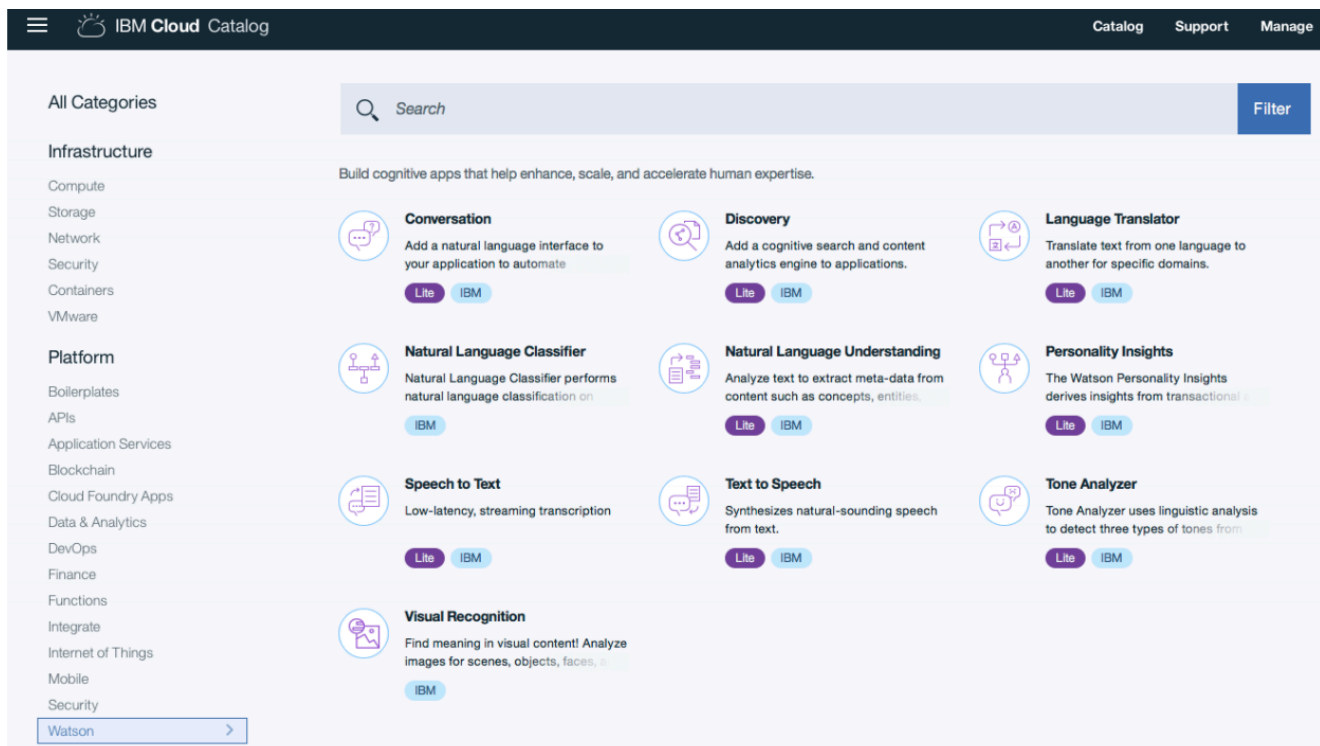 IBM Cloud Catalog
Catalog Support Manage
All Categories
Infrastructure
Compute
Storage
Network
Security
Containers
VMware
Platform
Boilerplates
APIs
Application Services
Blockchain
Cloud Foundry Apps
Data & Analytics
DevOps
Finance
Functions
Integrate
Internet of Things
Mobile
Security
Watson
Search
Filter
Build cognitive apps that help enhance, scale, and accelerate human expertise.
Conversation
Add a natural language interface to
your application to automate
Lite IBM
Discovery
Add a cognitive search and content
analytics engine to applications.
Lite IBM
Language Translator
Translate text from one language to
another for specific domains.
Lite IBM
Natural Language Classifier
Natural Language Classifier performs
natural language classification on
IBM
Natural Language Understanding
Analyze text to extract meta-data from
content such as concepts, entities,
Lite IBM
Personality Insights
The Watson Personality Insights
derives insights from transactional
Lite IBM
Speech to Text
Low-latency, streaming transcription
Lite IBM
Text to Speech
Synthesizes natural-sounding speech
from text.
Lite IBM
Tone Analyzer
Tone Analyzer uses linguistic analysis
to detect three types of tones from
Lite IBM
Visual Recognition
Find meaning in visual content! Analyze
images for scenes, objects, faces,
IBM